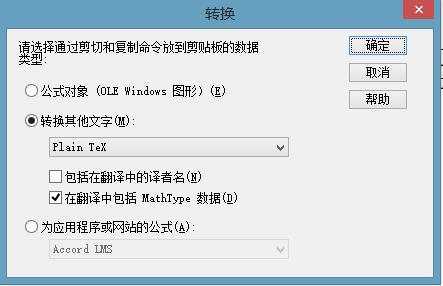 转换
请选择通过剪切和复制命令放到剪贴板的数据
类型:
确定
取消
帮助
公式对象 (OLE Windows 图形) (E)
转换其他文字(M):
Plain TeX
包括在翻译中的译者名(N)
在翻译中包括 MathType 数据(D)
为应用程序或网站的公式(A):
Accord LMS